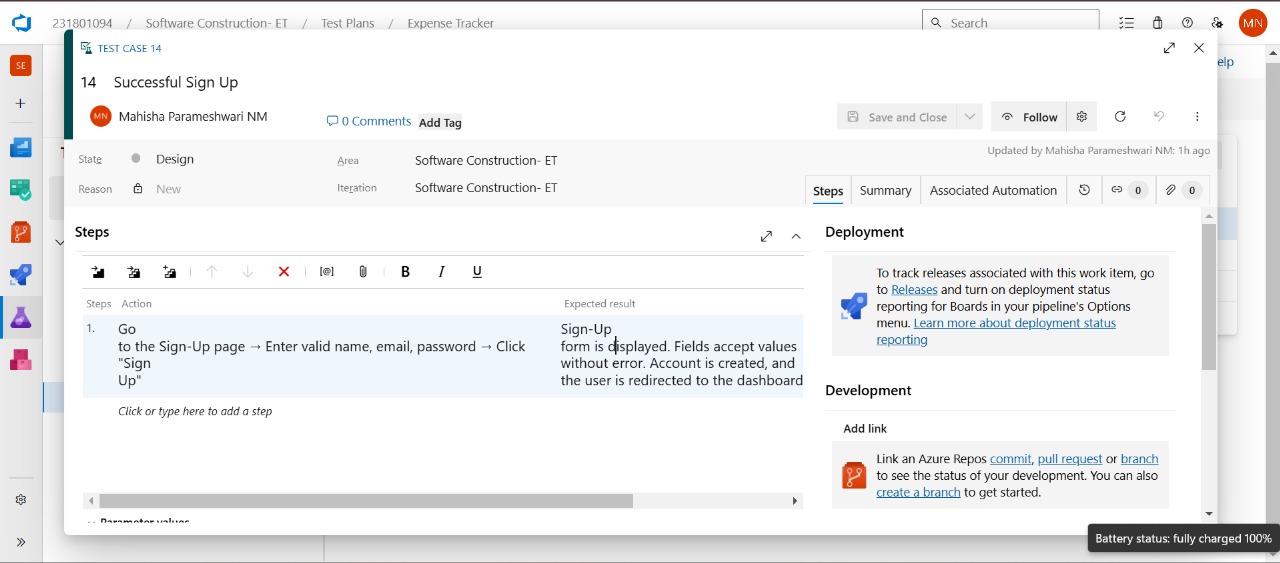 231801094 / Software Construction- ET / Test Plans / Expense Tracker
Search
MN
SE
elp
TEST CASE 14
14 Successful Sign Up
MN Mahisha Parameshwari NM
0 Comments Add Tag
Save and Close
Follow
State Design
Area Software Construction- ET
Updated by Mahisha Parameshwari NM: 1h ago
Reason New
Iteration Software Construction- ET
Steps Summary Associated Automation 0 0
Steps
[@] B I U
Steps Action Expected result
1. Go
to the Sign-Up page → Enter valid name, email, password → Click
"Sign
Up"
Sign-Up
form is displayed. Fields accept values
without error. Account is created, and
the user is redirected to the dashboard
Click or type here to add a step
Parameter values
Deployment
To track releases associated with this work item, go
to Releases and turn on deployment status
reporting for Boards in your pipeline's Options
menu. Learn more about deployment status
reporting
Development
Add link
Link an Azure Repos commit, pull request or branch
to see the status of your development. You can also
create a branch to get started.
Battery status: fully charged 100%